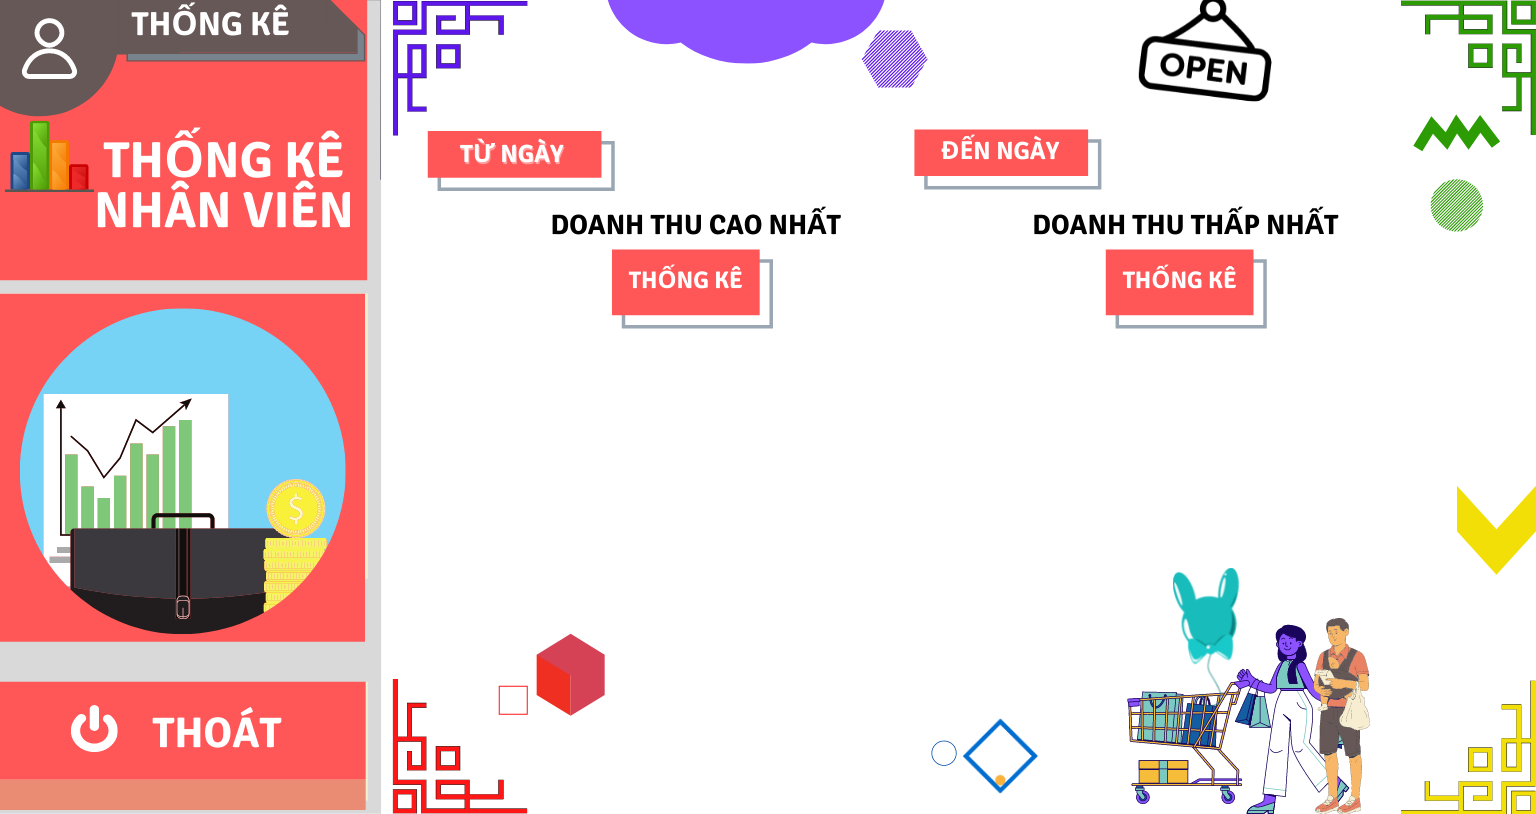 THỐNG KÊ
THỐNG KÊ
NHÂN VIÊN
$
THOÁT
OPEN
TỪ NGÀY
ĐẾN NGÀY
DOANH THU CAO NHẤT
DOANH THU THẤP NHẤT
THỐNG KÊ
THỐNG KÊ